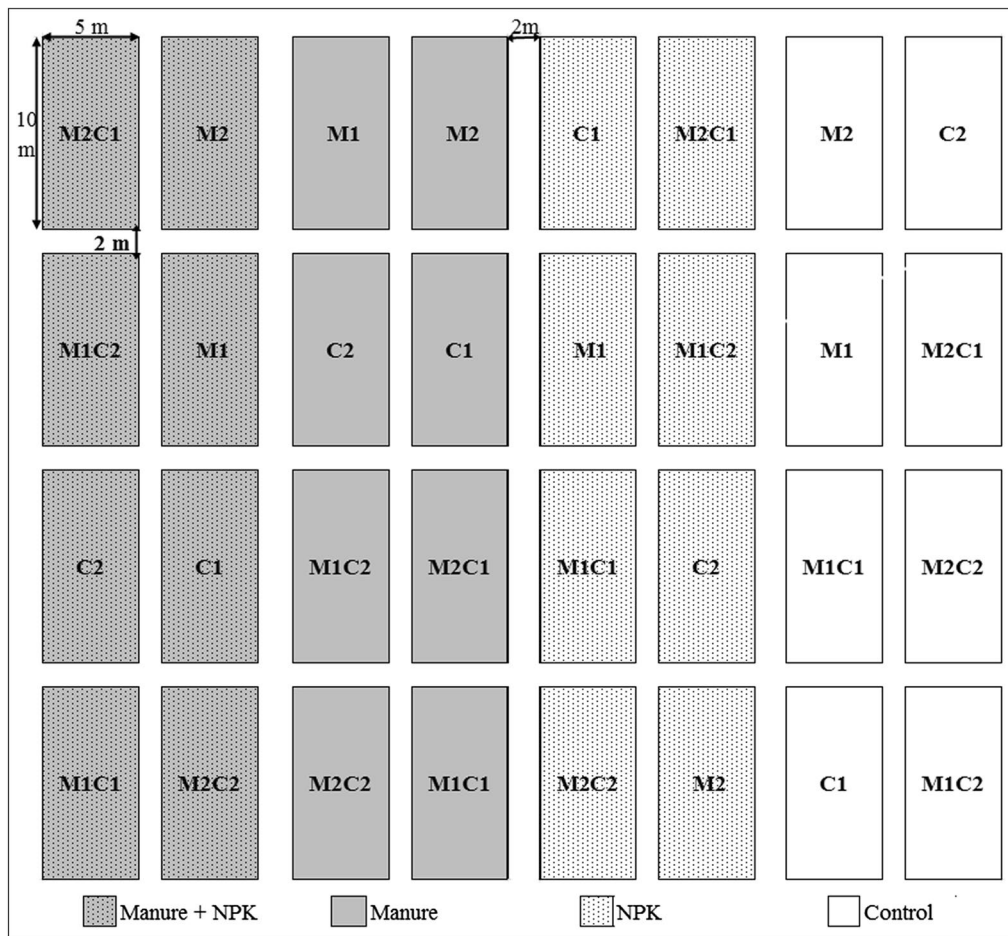 5 m
2m
10
m
M2C1 M2 M1 M2 C1 M2C1 M2 C2
2 m
M1C2 M1 C2 C1 M1 M1C2 M1 M2C1
C2 C1 M1C2 M2C1 M1C1 C2 M1C1 M2C2
M1C1 M2C2 M2C2 M1C1 M2C2 M2 C1 M1C2
Manure + NPK Manure NPK Control